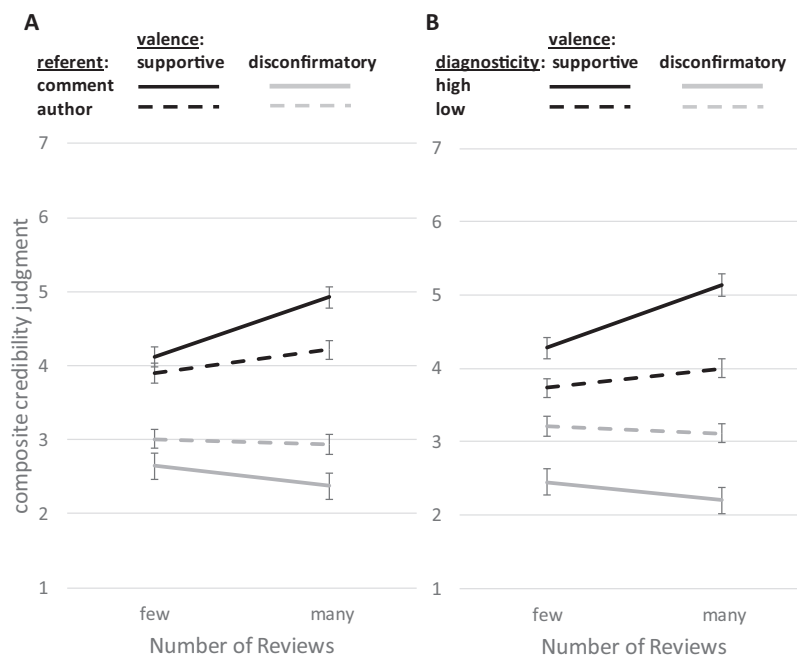 A
valence:
referent: supportive disconfirmatory
comment
author
7
6
5
4
3
2
1
composite credibility judgment
few many
Number of Reviews
B
valence:
diagnosticity: supportive disconfirmatory
high
low
7
6
5
4
3
2
1
few many
Number of Reviews